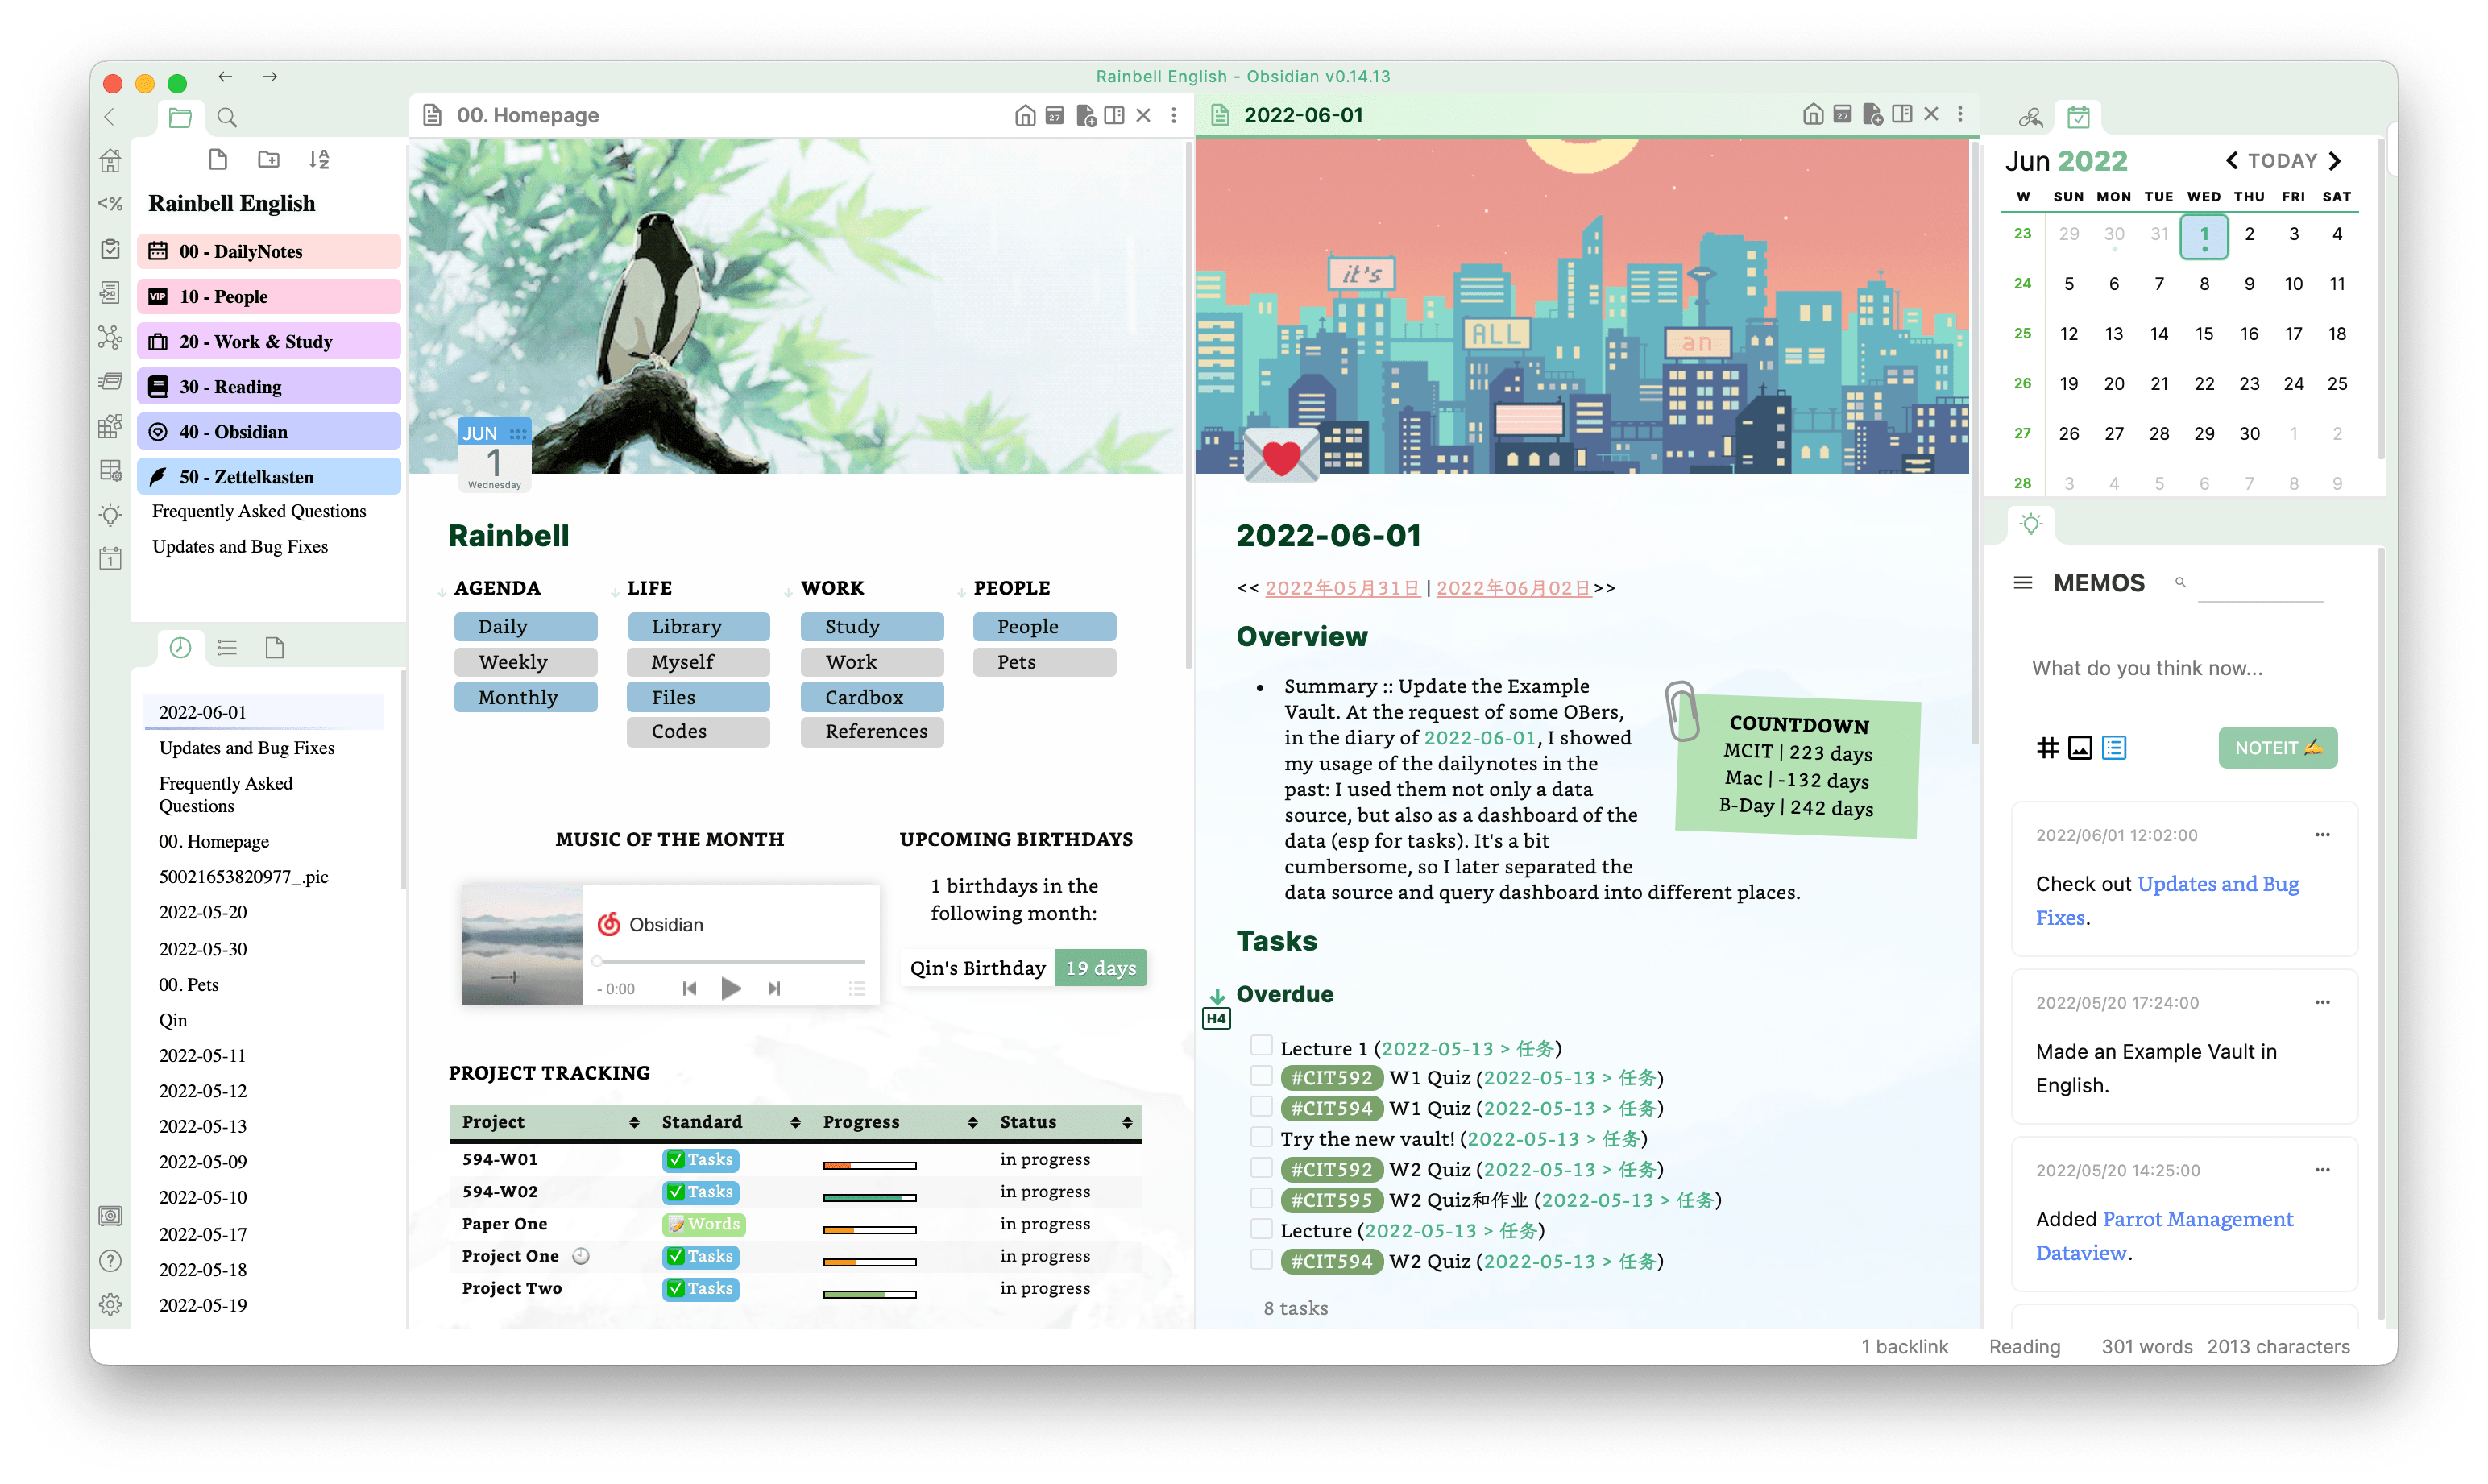 Rainbell English - Obsidian v0.14.13
<%
Rainbell English
00 - DailyNotes
VIP 10 - People
20 - Work & Study
30 - Reading
40 - Obsidian
50 - Zettelkasten
Frequently Asked Questions
Updates and Bug Fixes
2022-06-01
Updates and Bug Fixes
Frequently Asked
Questions
00. Homepage
50021653820977_.pic
2022-05-20
2022-05-30
00. Pets
Qin
2022-05-11
2022-05-12
2022-05-13
2022-05-09
2022-05-10
2022-05-17
2022-05-18
2022-05-19
00. Homepage
27
JUN
1
Wednesday
Rainbell
AGENDA
Daily
Weekly
Monthly
LIFE
Library
Myself
Files
Codes
WORK
Study
Work
Cardbox
References
PEOPLE
People
Pets
MUSIC OF THE MONTH
Obsidian
- 0:00
UPCOMING BIRTHDAYS
1 birthdays in the
following month:
Qin's Birthday 19 days
PROJECT TRACKING
Project Standard Progress Status
594-W01 ✅ Tasks in progress
594-W02 ✅ Tasks in progress
Paper One 📝 Words in progress
Project One 🕙 ✅ Tasks in progress
Project Two ✅ Tasks in progress
2022-06-01
27
it's
ALL
an
2022-06-01
<< 2022年05月31日 | 2022年06月02日>>
Overview
• Summary :: Update the Example
Vault. At the request of some OBers,
in the diary of 2022-06-01, I showed
my usage of the dailynotes in the
past: I used them not only a data
source, but also as a dashboard of the
data (esp for tasks). It's a bit
cumbersome, so I later separated the
data source and query dashboard into different places.
COUNTDOWN
MCIT | 223 days
Mac | -132 days
B-Day | 242 days
Tasks
Overdue
H4
Lecture 1 (2022-05-13 > 任务)
#CIT592 W1 Quiz (2022-05-13 > 任务)
#CIT594 W1 Quiz (2022-05-13 > 任务)
Try the new vault! (2022-05-13 > 任务)
#CIT592 W2 Quiz (2022-05-13 > 任务)
#CIT595 W2 Quiz和作业 (2022-05-13 > 任务)
Lecture (2022-05-13 > 任务)
#CIT594 W2 Quiz (2022-05-13 > 任务)
8 tasks
Jun 2022 TODAY
W SUN MON TUE WED THU FRI SAT
23 29 30 31 1 2 3 4
24 5 6 7 8 9 10 11
25 12 13 14 15 16 17 18
26 19 20 21 22 23 24 25
27 26 27 28 29 30 1 2
28 3 4 5 6 7 8 9
MEMOS
What do you think now...
# NOTEIT ✍️
2022/06/01 12:02:00 ...
Check out Updates and Bug
Fixes.
2022/05/20 17:24:00 ...
Made an Example Vault in
English.
2022/05/20 14:25:00 ...
Added Parrot Management
Dataview.
1 backlink Reading 301 words 2013 characters